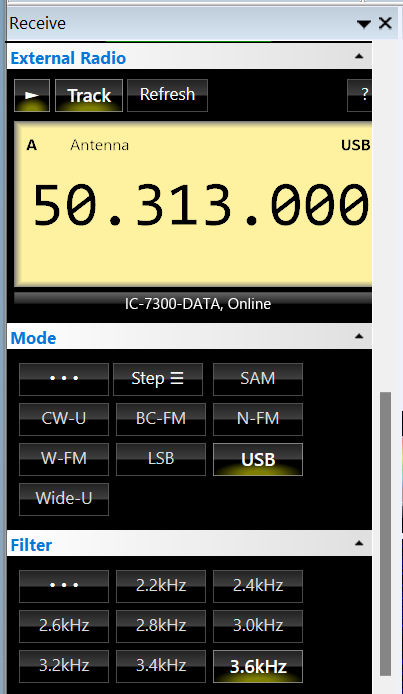 Receive
External Radio
► Track Refresh ?
A Antenna USB
50.313.000
IC-7300-DATA, Online
Mode
••• Step ☰ SAM
CW-U BC-FM N-FM
W-FM LSB USB
Wide-U
Filter
••• 2.2kHz 2.4kHz
2.6kHz 2.8kHz 3.0kHz
3.2kHz 3.4kHz 3.6kHz